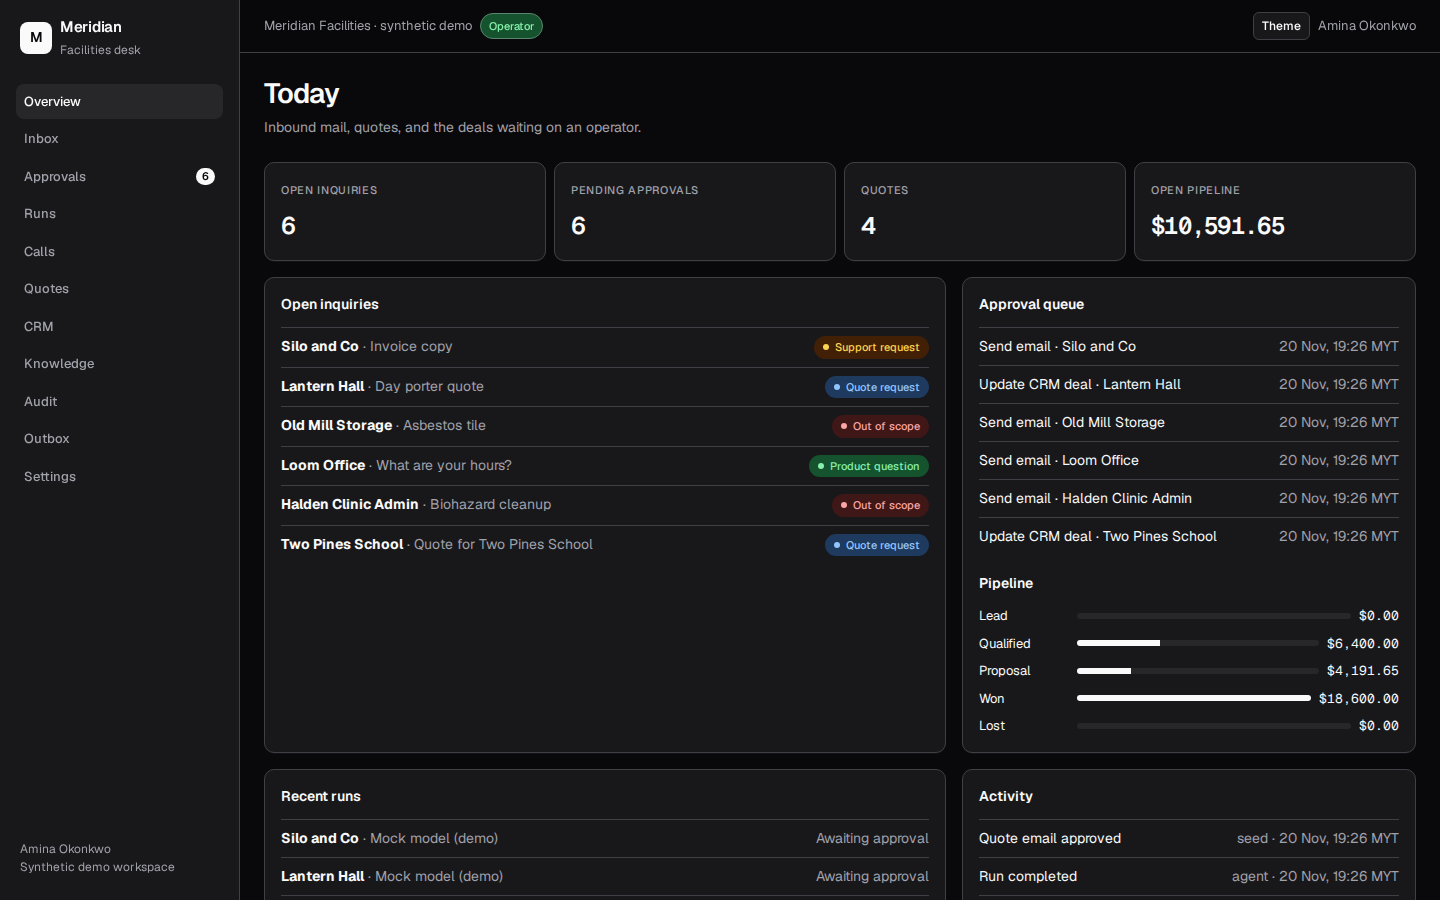 M
Meridian
Facilities desk
Overview
Inbox
Approvals 6
Runs
Calls
Quotes
CRM
Knowledge
Audit
Outbox
Settings
Amina Okonkwo
Synthetic demo workspace
Meridian Facilities · synthetic demo Operator
Theme Amina Okonkwo
Today
Inbound mail, quotes, and the deals waiting on an operator.
OPEN INQUIRIES
6
PENDING APPROVALS
6
QUOTES
4
OPEN PIPELINE
$10,591.65
Open inquiries
Silo and Co · Invoice copy Support request
Lantern Hall · Day porter quote Quote request
Old Mill Storage · Asbestos tile Out of scope
Loom Office · What are your hours? Product question
Halden Clinic Admin · Biohazard cleanup Out of scope
Two Pines School · Quote for Two Pines School Quote request
Approval queue
Send email · Silo and Co 20 Nov, 19:26 MYT
Update CRM deal · Lantern Hall 20 Nov, 19:26 MYT
Send email · Old Mill Storage 20 Nov, 19:26 MYT
Send email · Loom Office 20 Nov, 19:26 MYT
Send email · Halden Clinic Admin 20 Nov, 19:26 MYT
Update CRM deal · Two Pines School 20 Nov, 19:26 MYT
Pipeline
Lead $0.00
Qualified $6,400.00
Proposal $4,191.65
Won $18,600.00
Lost $0.00
Recent runs
Silo and Co · Mock model (demo) Awaiting approval
Lantern Hall · Mock model (demo) Awaiting approval
Activity
Quote email approved seed · 20 Nov, 19:26 MYT
Run completed agent · 20 Nov, 19:26 MYT